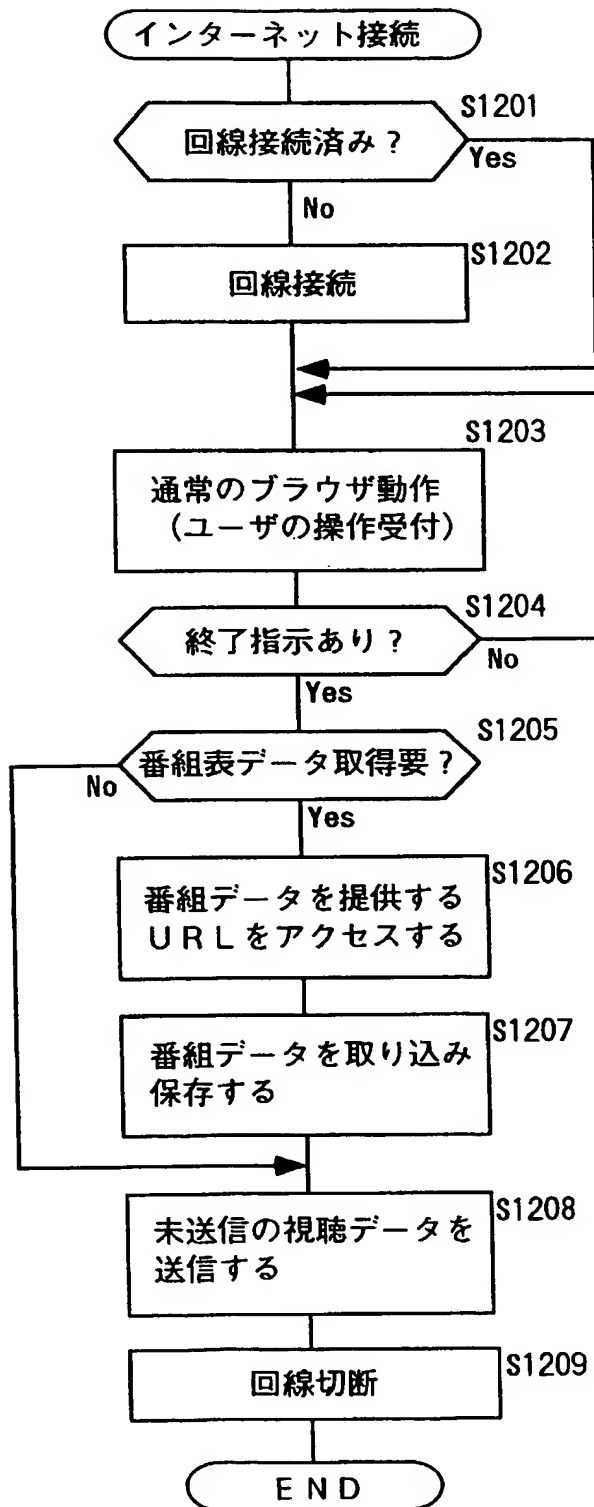 インターネット接続
S1201
回線接続済み？
Yes
No
S1202
回線接続
S1203
通常のブラウザ動作
（ユーザの操作受付）
S1204
終了指示あり？
No
Yes
S1205
番組表データ取得要？
No
Yes
S1206
番組データを提供する
ＵＲＬをアクセスする
S1207
番組データを取り込み
保存する
S1208
未送信の視聴データを
送信する
S1209
回線切断
ＥＮＤ